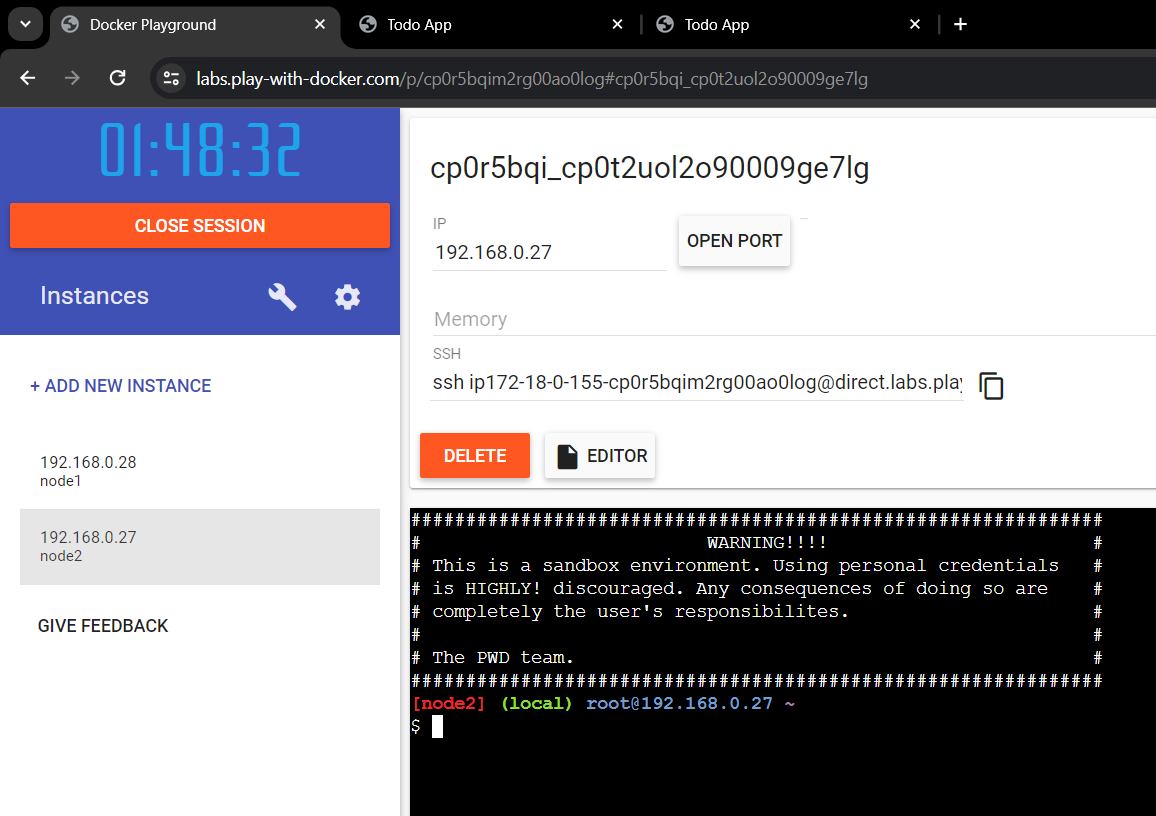 Docker Playground
Todo App
Todo App
labs.play-with-docker.com/p/cp0r5bqim2rg00ao0log#cp0r5bqi_cp0t2uol2o90009ge7lg
01:48:32
CLOSE SESSION
Instances
+ ADD NEW INSTANCE
192.168.0.28
node1
192.168.0.27
node2
GIVE FEEDBACK
cp0r5bqi_cp0t2uol2o90009ge7lg
IP
192.168.0.27
OPEN PORT
Memory
SSH
ssh ip172-18-0-155-cp0r5bqim2rg00ao0log@direct.labs.play
DELETE
EDITOR
###############################################################
# WARNING!!!! #
# This is a sandbox environment. Using personal credentials #
# is HIGHLY! discouraged. Any consequences of doing so are #
# completely the user's responsibilites. #
# #
# The PWD team. #
###############################################################
[node2] (local) root@192.168.0.27 ~
$